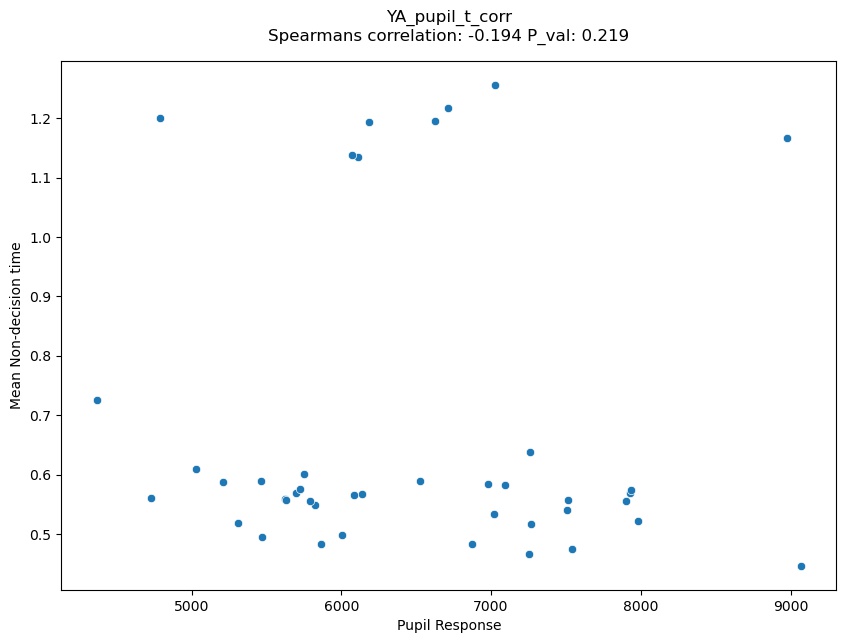 YA_pupil_t_corr
Spearmans correlation: -0.194 P_val: 0.219
1.2
1.1
1.0
0.9
0.8
0.7
0.6
0.5
Mean Non-decision time
5000 6000 7000 8000 9000
Pupil Response